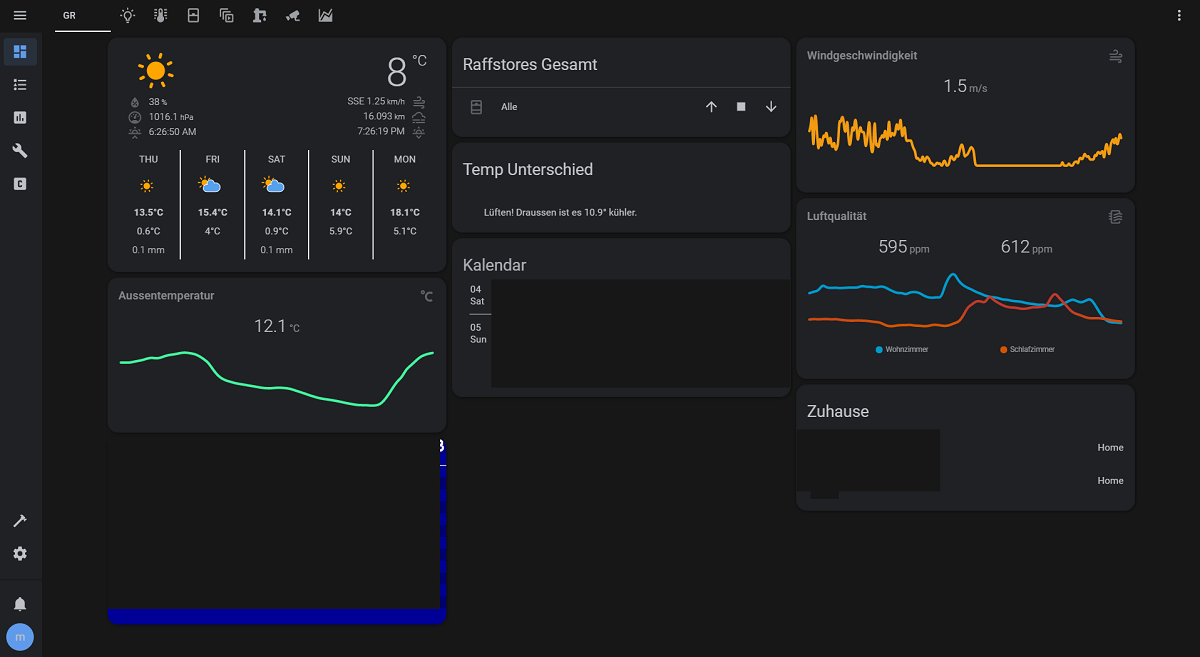 GR
8 °C
38 %
SSE 1.25 km/h
1016.1 hPa
16.093 km
6:26:50 AM
7:26:19 PM
THU FRI SAT SUN MON
13.5°C 15.4°C 14.1°C 14°C 18.1°C
0.6°C 4°C 0.9°C 5.9°C 5.1°C
0.1 mm 0.1 mm
Aussentemperatur °C
12.1 °C
Raffstores Gesamt
Alle
Temp Unterschied
Lüften! Draussen ist es 10.9° kühler.
Kalendar
04
Sat
05
Sun
Windgeschwindigkeit
1.5 m/s
Luftqualität
595 ppm 612 ppm
Wohnzimmer Schlafzimmer
Zuhause
Home
Home
C
m